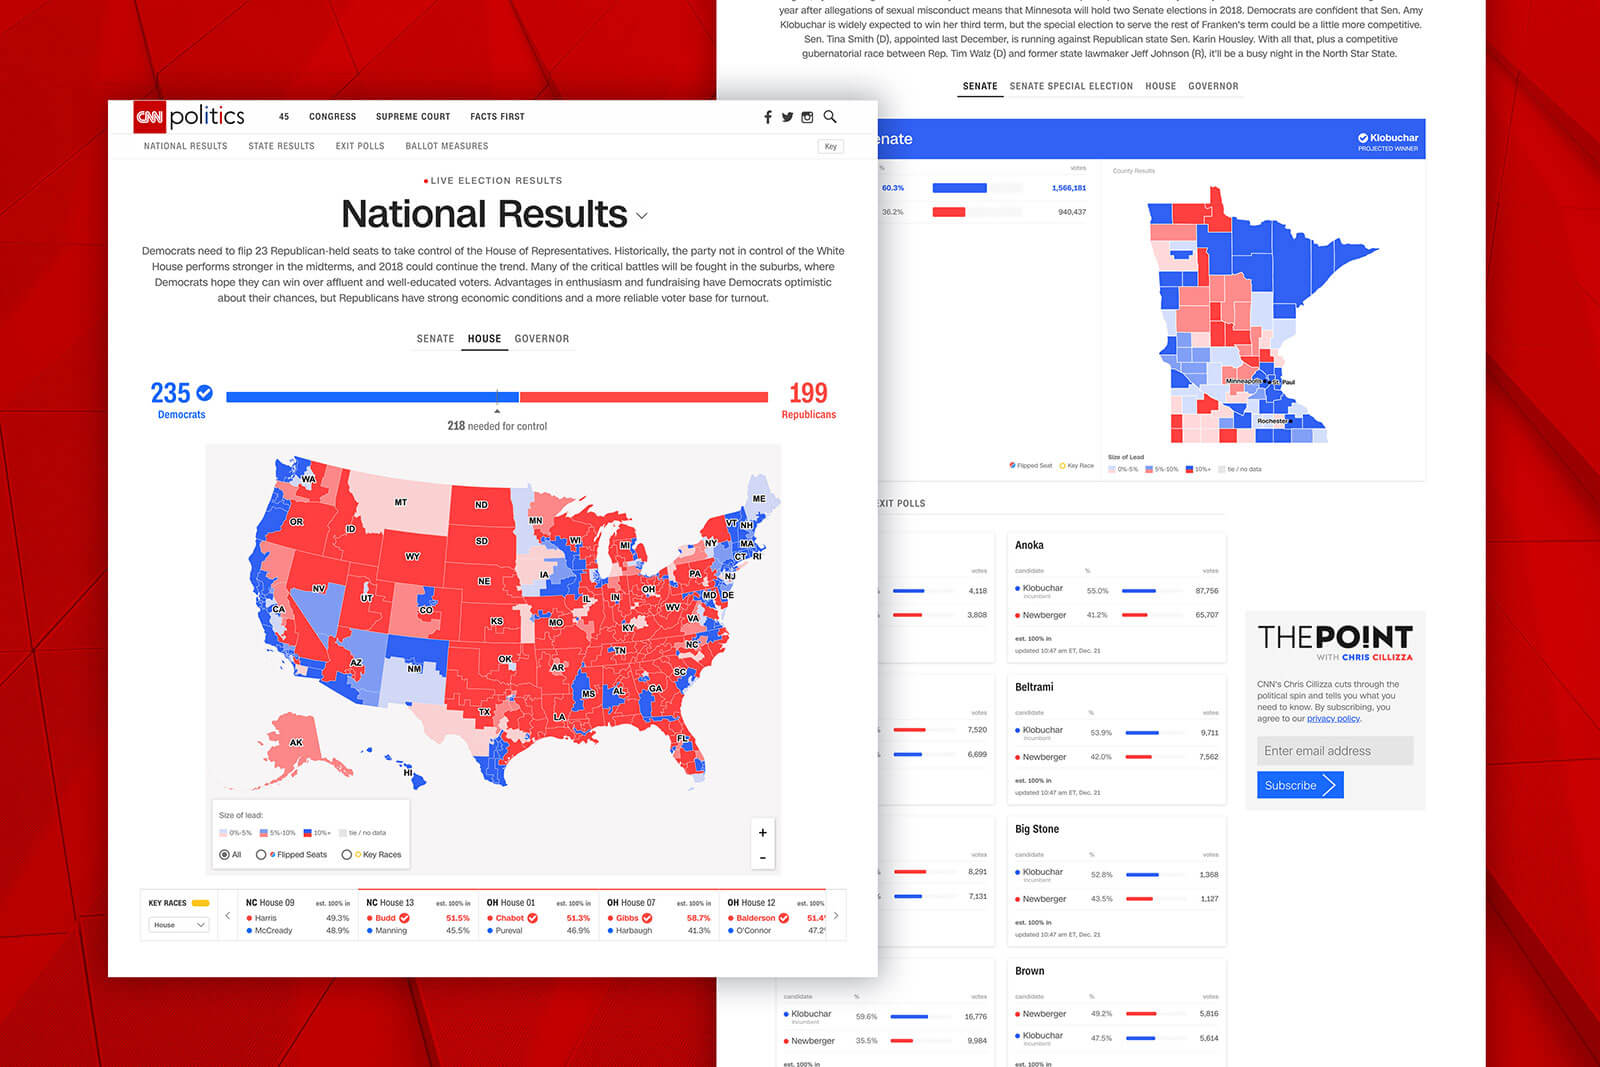 CNN politics
45 CONGRESS SUPREME COURT FACTS FIRST
NATIONAL RESULTS STATE RESULTS EXIT POLLS BALLOT MEASURES Key
LIVE ELECTION RESULTS
National Results
Democrats need to flip 23 Republican-held seats to take control of the House of Representatives. Historically, the party not in control of the White
House performs stronger in the midterms, and 2018 could continue the trend. Many of the critical battles will be fought in the suburbs, where
Democrats hope they can win over affluent and well-educated voters. Advantages in enthusiasm and fundraising have Democrats optimistic
about their chances, but Republicans have strong economic conditions and a more reliable voter base for turnout.
SENATE HOUSE GOVERNOR
235 199
Democrats Republicans
218 needed for control
WA MT ND MN ME
OR ID SD WI MI NY VT NH
WY IA MA CT RI
NV UT NE CO IL IN OH PA NJ
CA KS MO WV MD DE
KY VA
AZ NM OK AR TN NC
TX LA MS AL GA SC
AK HI FL
Size of lead:
0%-5% 5%-10% 10%+ tie / no data
All Flipped Seats Key Races
+
-
KEY RACES
House
NC House 09 est. 100% in
Harris 49.3%
McCready 48.9%
NC House 13 est. 100% in
Budd 51.5%
Manning 45.5%
OH House 01 est. 100% in
Chabot 51.3%
Pureval 46.9%
OH House 07 est. 100% in
Gibbs 58.7%
Harbaugh 41.3%
OH House 12 est. 100%
Balderson 51.4
O'Connor 47.2
year after allegations of sexual misconduct means that Minnesota will hold two Senate elections in 2018. Democrats are confident that Sen. Amy
Klobuchar is widely expected to win her third term, but the special election to serve the rest of Franken's term could be a little more competitive.
Sen. Tina Smith (D), appointed last December, is running against Republican state Sen. Karin Housley. With all that, plus a competitive
gubernatorial race between Rep. Tim Walz (D) and former state lawmaker Jeff Johnson (R), it'll be a busy night in the North Star State.
SENATE SENATE SPECIAL ELECTION HOUSE GOVERNOR
enate
Klobuchar
PROJECTED WINNER
% votes
60.3% 1,566,181
36.2% 940,437
County Results
Minneapolis St. Paul
Rochester
Flipped Seat Key Race
Size of Lead
0%-5% 5%-10% 10%+ tie / no data
EXIT POLLS
votes
4,118
3,808
Anoka
candidate % votes
Klobuchar 55.0% 87,756
Incumbent
Newberger 41.2% 65,707
est. 100% in
updated 10:47 am ET, Dec. 21
votes
7,520
6,699
Beltrami
candidate % votes
Klobuchar 53.9% 9,711
Incumbent
Newberger 42.0% 7,562
est. 100% in
updated 10:47 am ET, Dec. 21
votes
8,291
7,131
Big Stone
candidate % votes
Klobuchar 52.8% 1,368
Incumbent
Newberger 43.5% 1,127
est. 100% in
updated 10:47 am ET, Dec. 21
candidate % votes
Klobuchar 59.6% 16,776
Incumbent
Newberger 35.5% 9,984
est. 100% in
Brown
candidate % votes
Newberger 49.2% 5,816
Klobuchar 47.5% 5,614
Incumbent
est. 100% in
THE PO!NT
WITH CHRIS CILLIZZA
CNN's Chris Cillizza cuts through the
political spin and tells you what you
need to know. By subscribing, you
agree to our privacy policy.
Enter email address
Subscribe